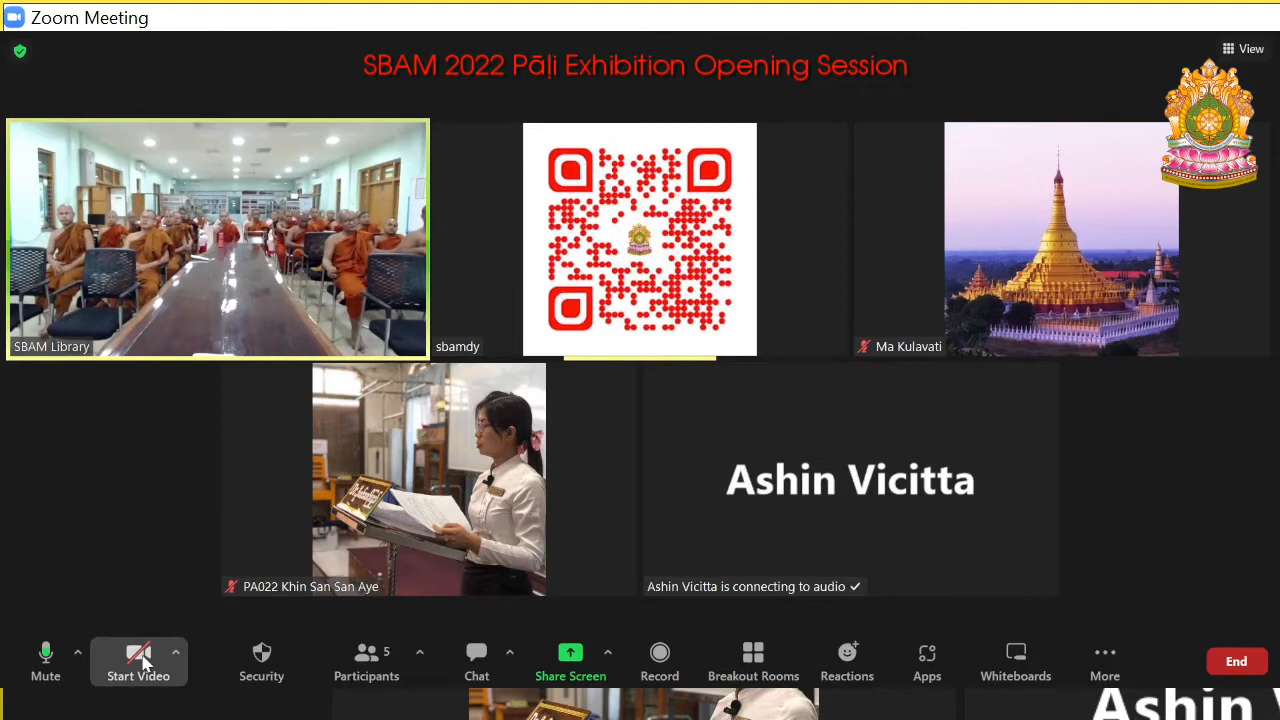 Zoom Meeting
SBAM 2022 Pāḷi Exhibition Opening Session
View
SBAM Library
sbamdy
Ma Kulavati
PA022 Khin San San Aye
Ashin Vicitta
Ashin Vicitta is connecting to audio
Mute
Start Video
Security
Participants
5
Chat
Share Screen
Record
Breakout Rooms
Reactions
Apps
Whiteboards
More
End
Ashin V